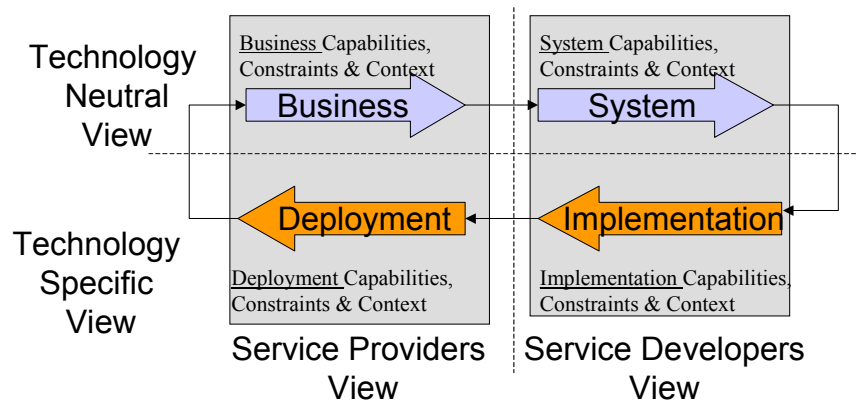 Technology
Neutral
View
Business Capabilities,
Constraints & Context
Business
System Capabilities,
Constraints & Context
System
Technology
Specific
View
Deployment
Deployment Capabilities,
Constraints & Context
Implementation
Implementation Capabilities,
Constraints & Context
Service Providers
View
Service Developers
View